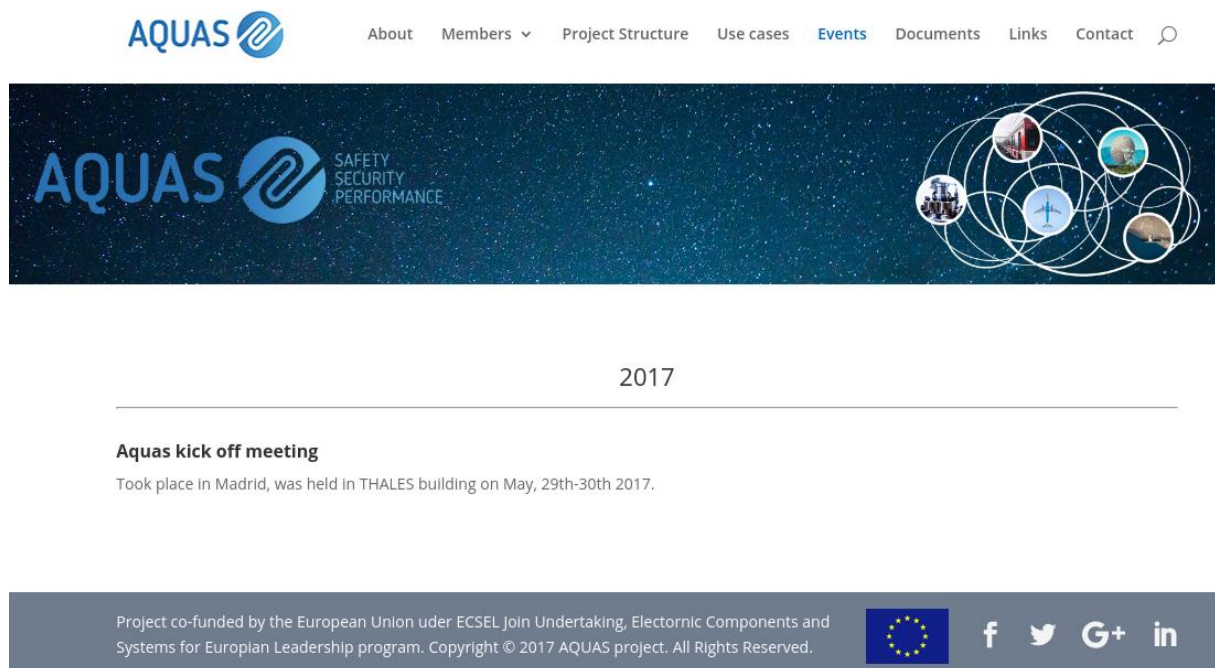 AQUAS
About Members Project Structure Use cases Events Documents Links Contact
AQUAS
SAFETY
SECURITY
PERFORMANCE
2017
Aquas kick off meeting
Took place in Madrid, was held in THALES building on May, 29th-30th 2017.
Project co-funded by the European Union uder ECSEL Join Undertaking, Electornic Components and
Systems for Europian Leadership program. Copyright © 2017 AQUAS project. All Rights Reserved.
f G+ in